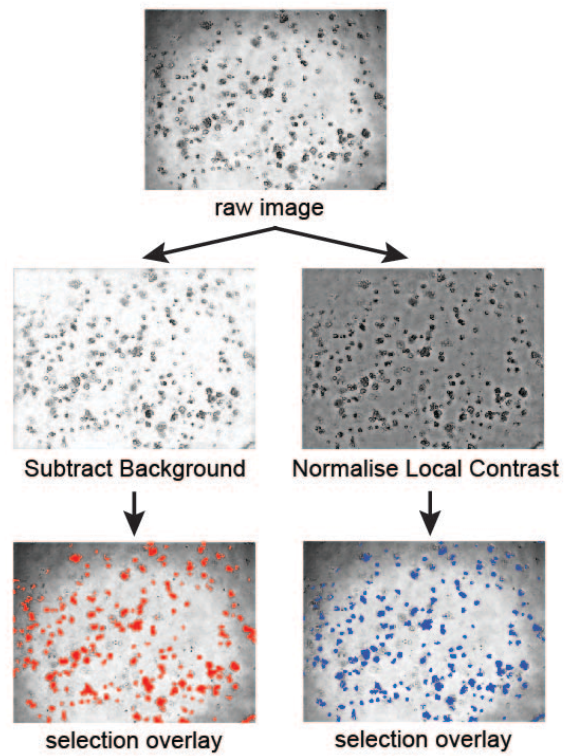 raw image
Subtract Background
Normalise Local Contrast
selection overlay
selection overlay